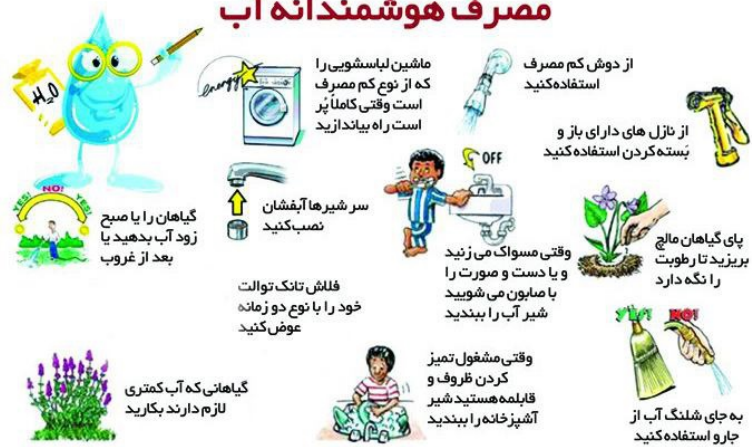 مصرف هوشمندانه آب
H₂O
energy
ماشین لباسشویی را
که از نوع کم مصرف
است وقتی کاملاً پُر
است راه بیاندازید
از دوش کم مصرف
استفاده کنید
از نازل های دارای باز و
بَسته کردن استفاده کنید
YES! NO! YES!
گیاهان را یا صبح
زود آب بدهید یا
بعد از غروب
سر شیرها آبفشان
نصب کنید
OFF
وقتی مسواک می زنید
و یا دست و صورت را
با صابون می شویید
شیر آب را ببندید
پای گیاهان مالچ
بریزید تا رطوبت
را نگه دارد
فلاش تانک توالت
خود را با نوع دو زمانه
عوض کنید
گیاهانی که آب کمتری
لازم دارند بکارید
وقتی مشغول تمیز
کردن ظروف و
قابلمه هستید شیر
آشپزخانه را ببندید
YES! NO!
به جای شلنگ آب از
جارو استفاده کنید